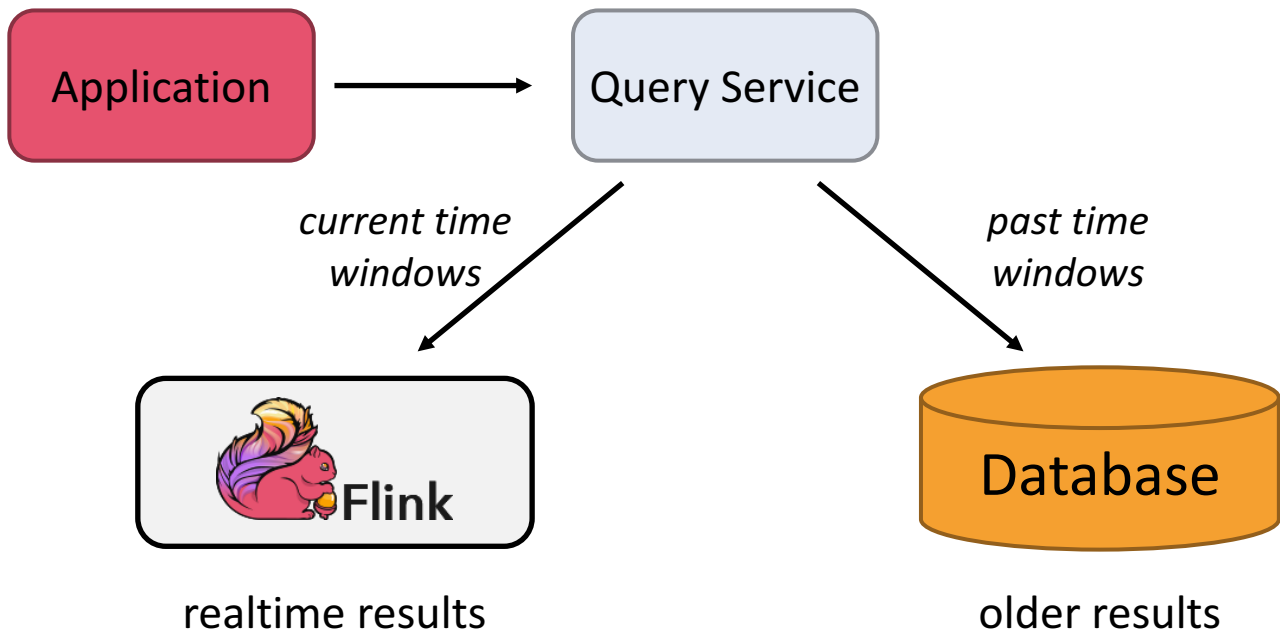 Application
Query Service
current time
windows
past time
windows
Flink
Database
realtime results
older results